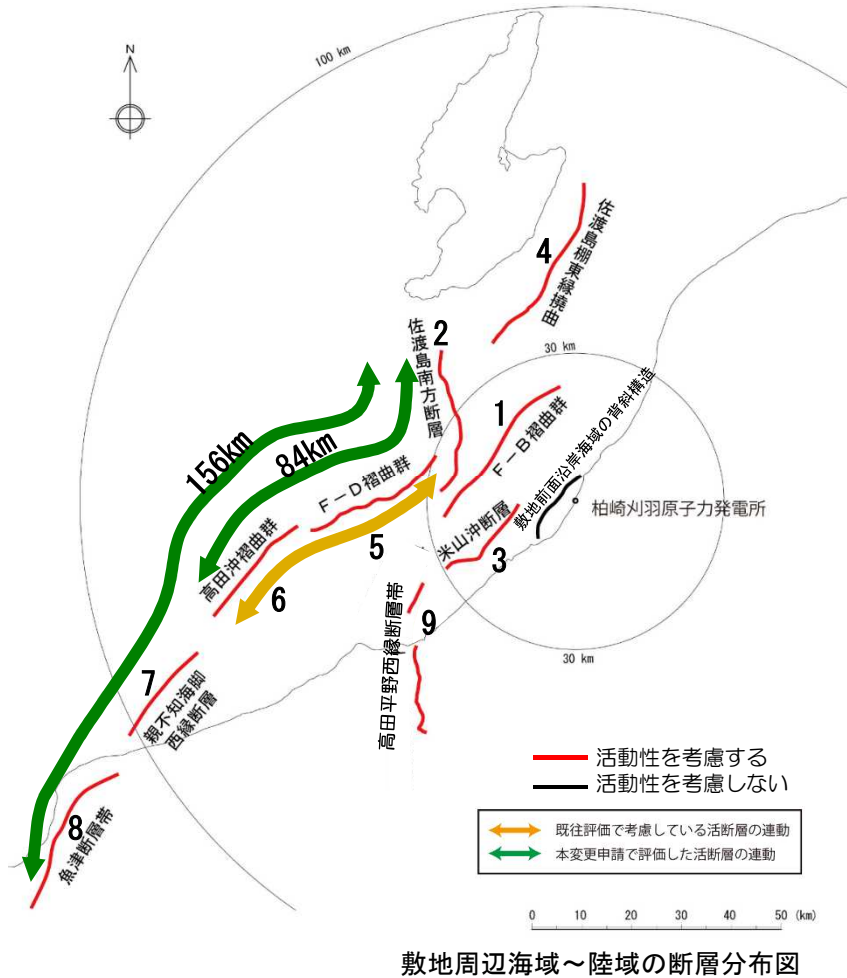 N
100 km
佐渡島棚東縁撓曲
4
佐渡島南方断層
2
30 km
1
F－B褶曲群
敷地前面沿岸海域の背斜構造
156km
84km
F－D褶曲群
柏崎刈羽原子力発電所
米山沖断層
3
高田沖褶曲群
5
6
高田平野西縁断層帯
9
30 km
7
親不知海脚
西縁断層
8
魚津断層帯
活動性を考慮する
活動性を考慮しない
既往評価で考慮している活断層の連動
本変更申請で評価した活断層の連動
0 10 20 30 40 50 (km)
敷地周辺海域～陸域の断層分布図